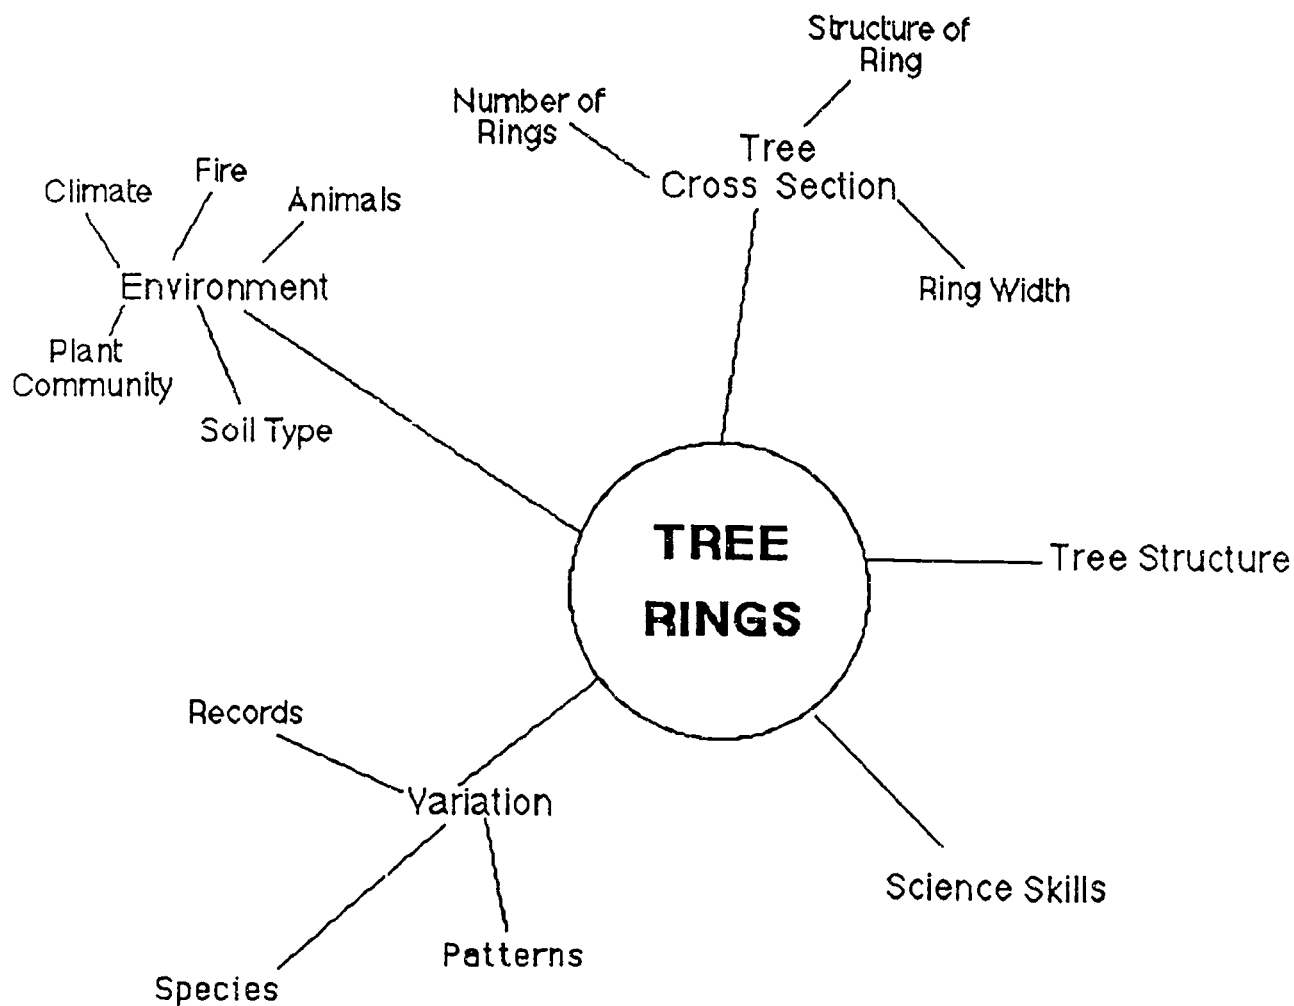 Structure of
Ring
Number of
Rings
Tree
Cross Section
Ring Width
Fire
Climate
Animals
Environment
Plant
Community
Soil Type
TREE
RINGS
Tree Structure
Records
Variation
Science Skills
Patterns
Species